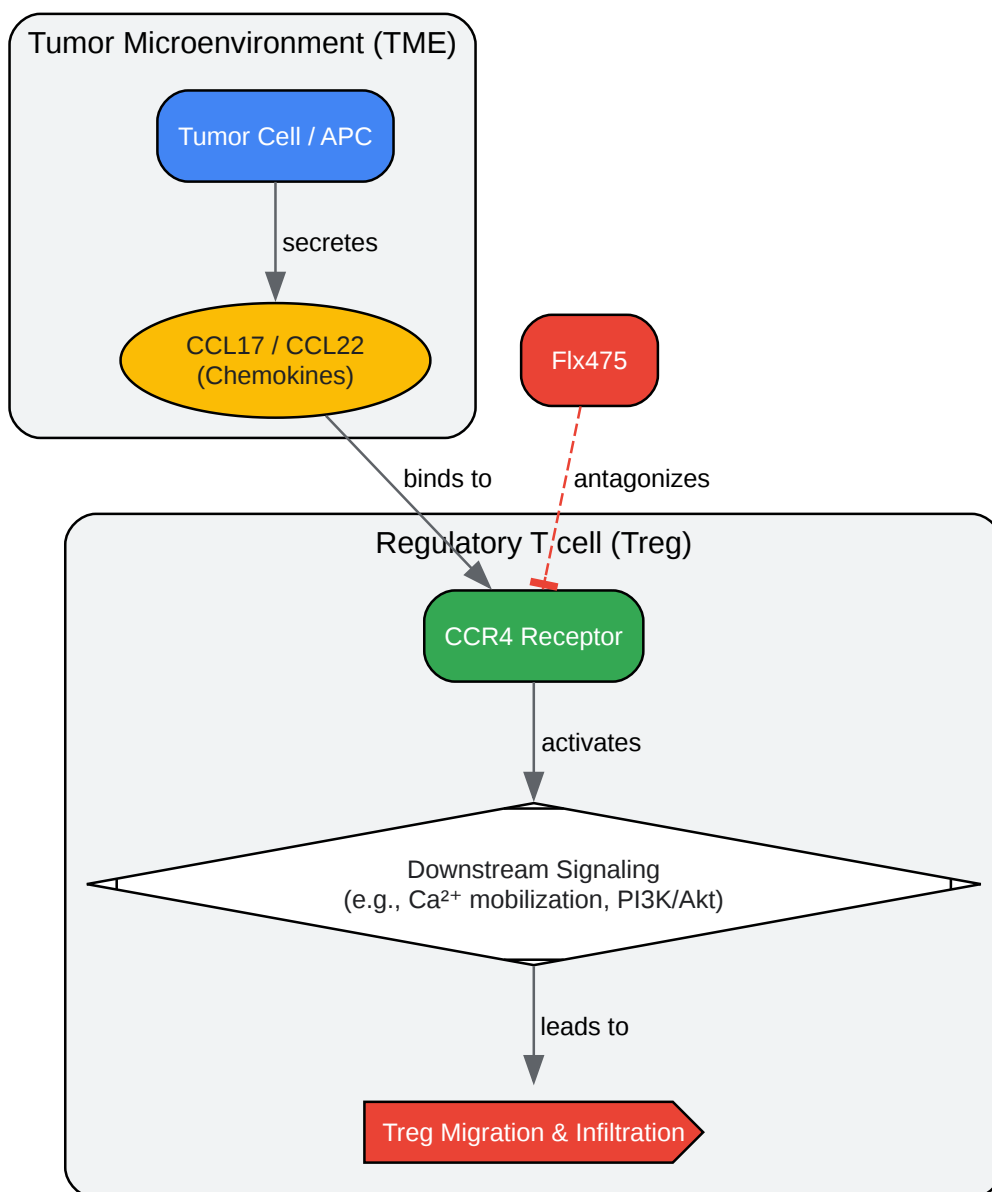 Tumor Microenvironment (TME)
Tumor Cell / APC
secretes
CCL17 / CCL22
(Chemokines)
Flx475
binds to
antagonizes
Regulatory T cell (Treg)
CCR4 Receptor
activates
Downstream Signaling
(e.g., Ca²⁺ mobilization, PI3K/Akt)
leads to
Treg Migration & Infiltration